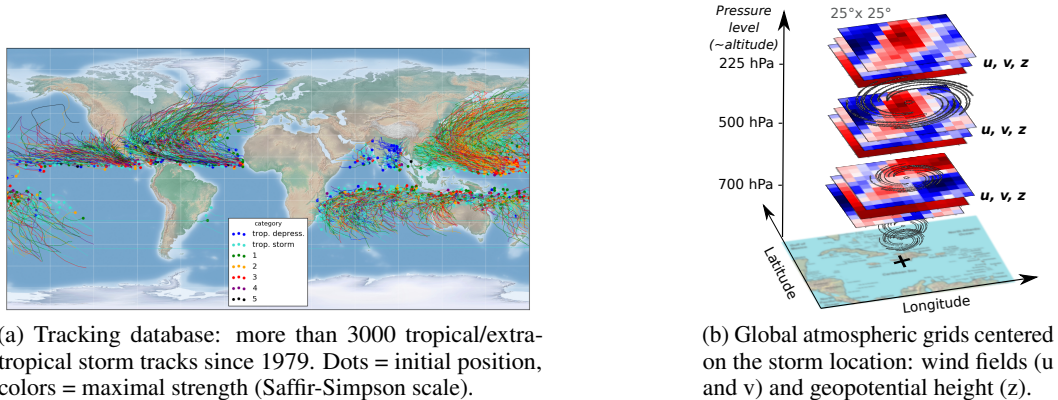 category
trop. depress.
trop. storm
1
2
3
4
5
(a) Tracking database: more than 3000 tropical/extra-
tropical storm tracks since 1979. Dots = initial position,
colors = maximal strength (Saffir-Simpson scale).
Pressure
level
(~altitude)
25°x 25°
225 hPa
u, v, z
500 hPa
u, v, z
700 hPa
u, v, z
Latitude
Longitude
(b) Global atmospheric grids centered
on the storm location: wind fields (u
and v) and geopotential height (z).